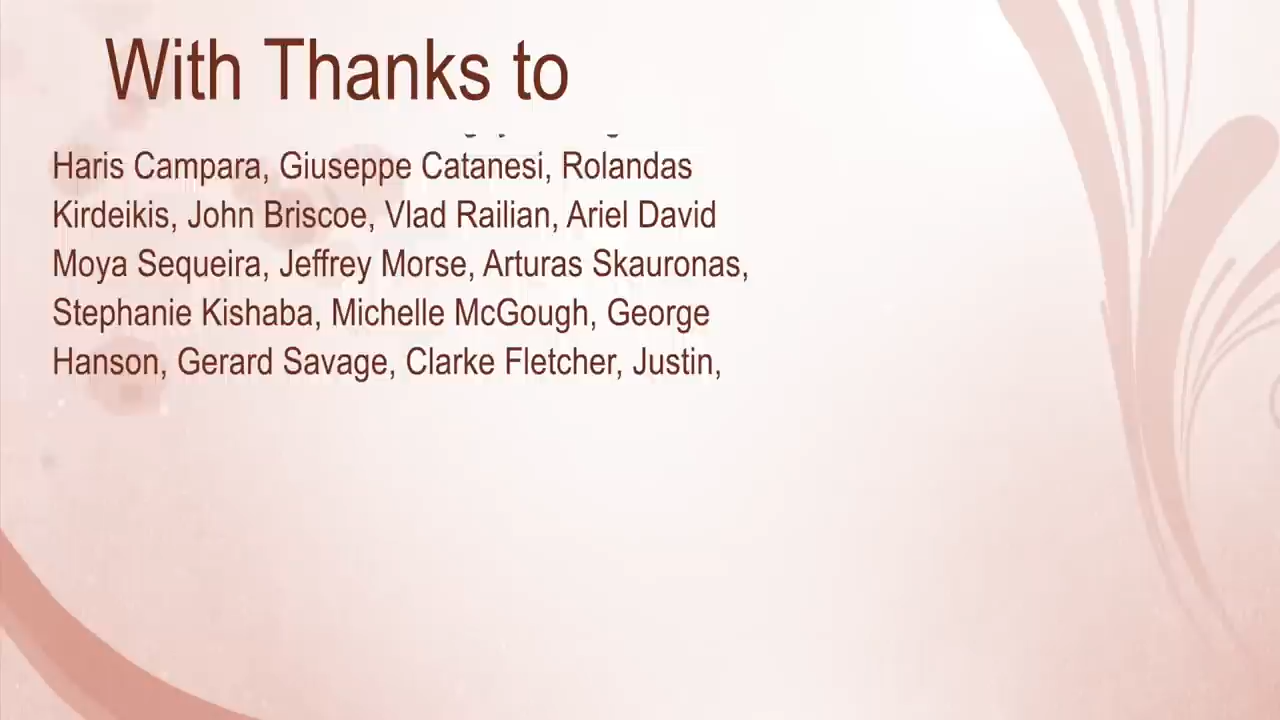 With Thanks to
Haris Campara, Giuseppe Catanesi, Rolandas
Kirdeikis, John Briscoe, Vlad Railian, Ariel David
Moya Sequeira, Jeffrey Morse, Arturas Skauronas,
Stephanie Kishaba, Michelle McGough, George
Hanson, Gerard Savage, Clarke Fletcher, Justin,